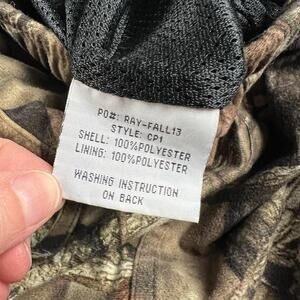 PO#: RAY-FALL13
STYLE: CP1
SHELL: 100%POLYESTER
LINING: 100%POLYESTER
WASHING INSTRUCTION
ON BACK